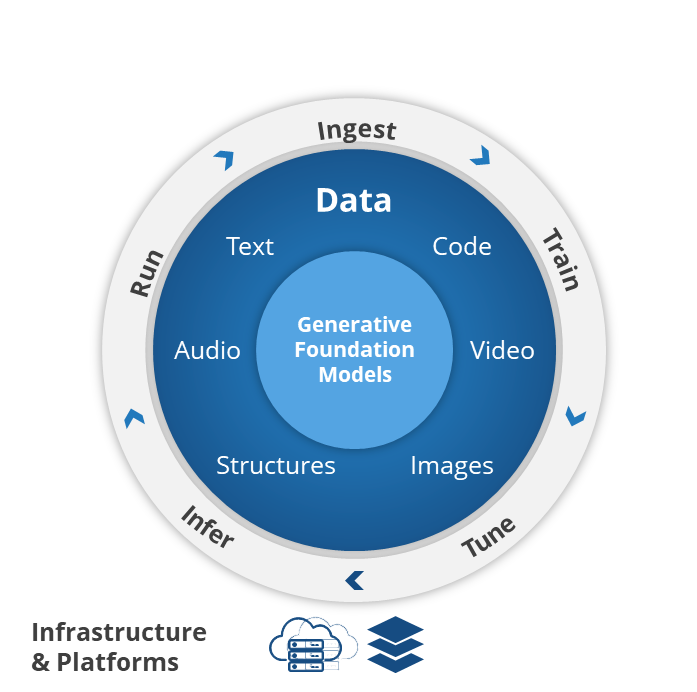 Ingest
Train
Tune
Infer
Run
Data
Text
Code
Audio
Video
Structures
Images
Generative
Foundation
Models
Infrastructure
& Platforms